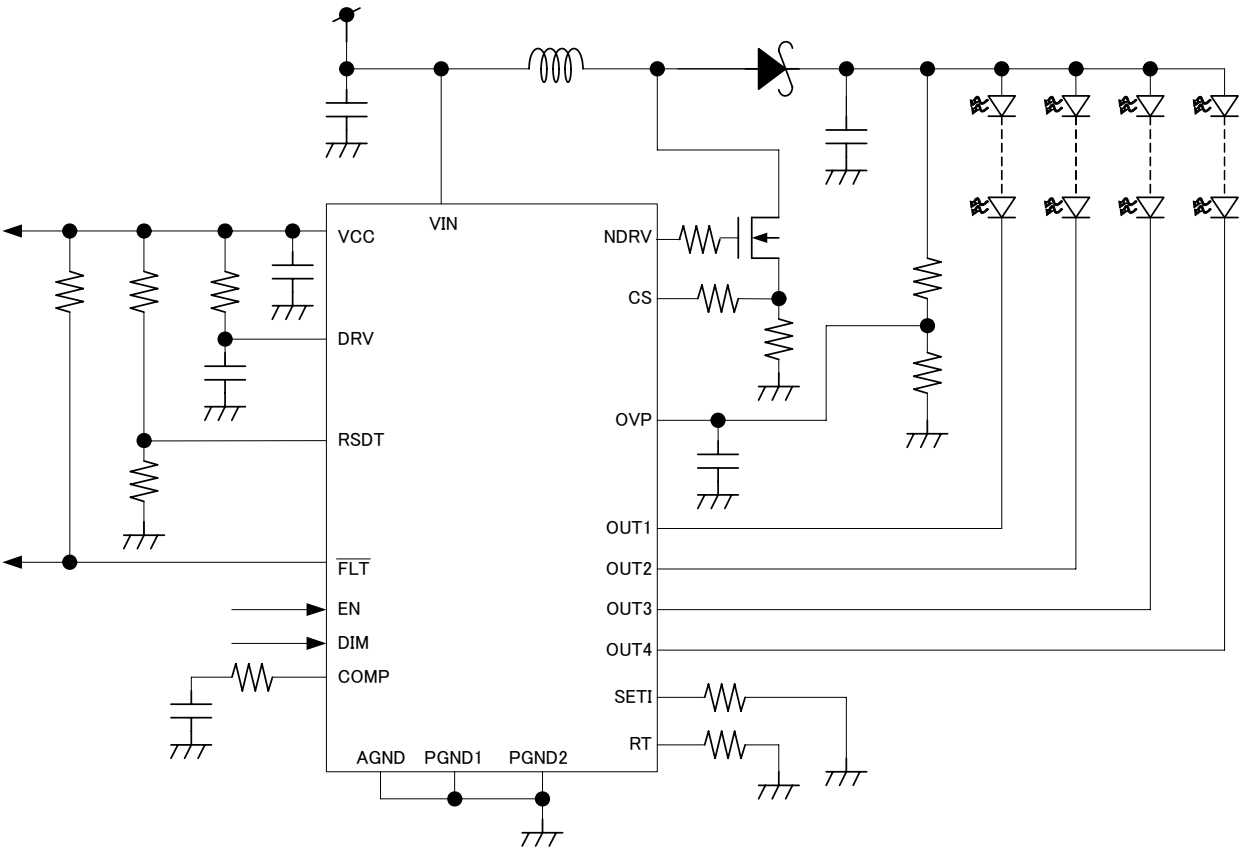 VIN
VCC
DRV
RSDT
FLT
EN
DIM
COMP
AGND PGND1 PGND2
NDRV
CS
OVP
OUT1
OUT2
OUT3
OUT4
SETI
RT